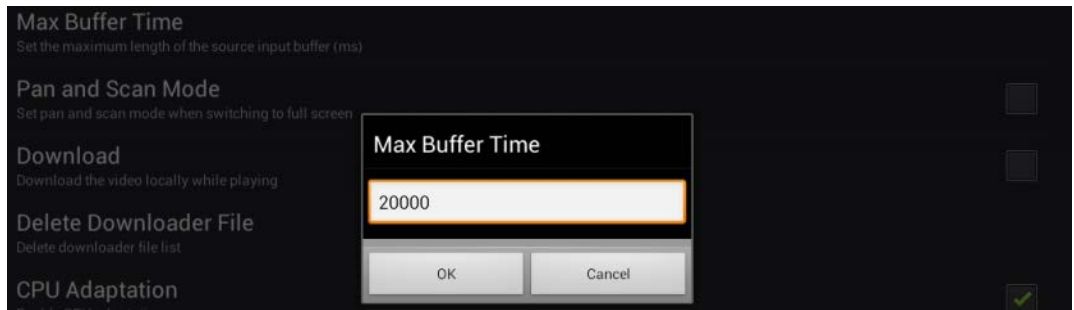 Max Buffer Time
Set the maximum length of the source input buffer (ms)
Pan and Scan Mode
Set pan and scan mode when switching to full screen
Download
Download the video locally while playing
Delete Downloader File
Delete downloader file list
CPU Adaptation
Max Buffer Time
20000
OK
Cancel